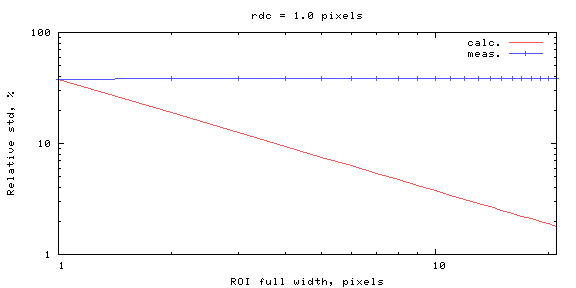 rdc = 1.0 pixels
100
calc.
meas.
Relative std, %
10
1
1 10
ROI full width, pixels